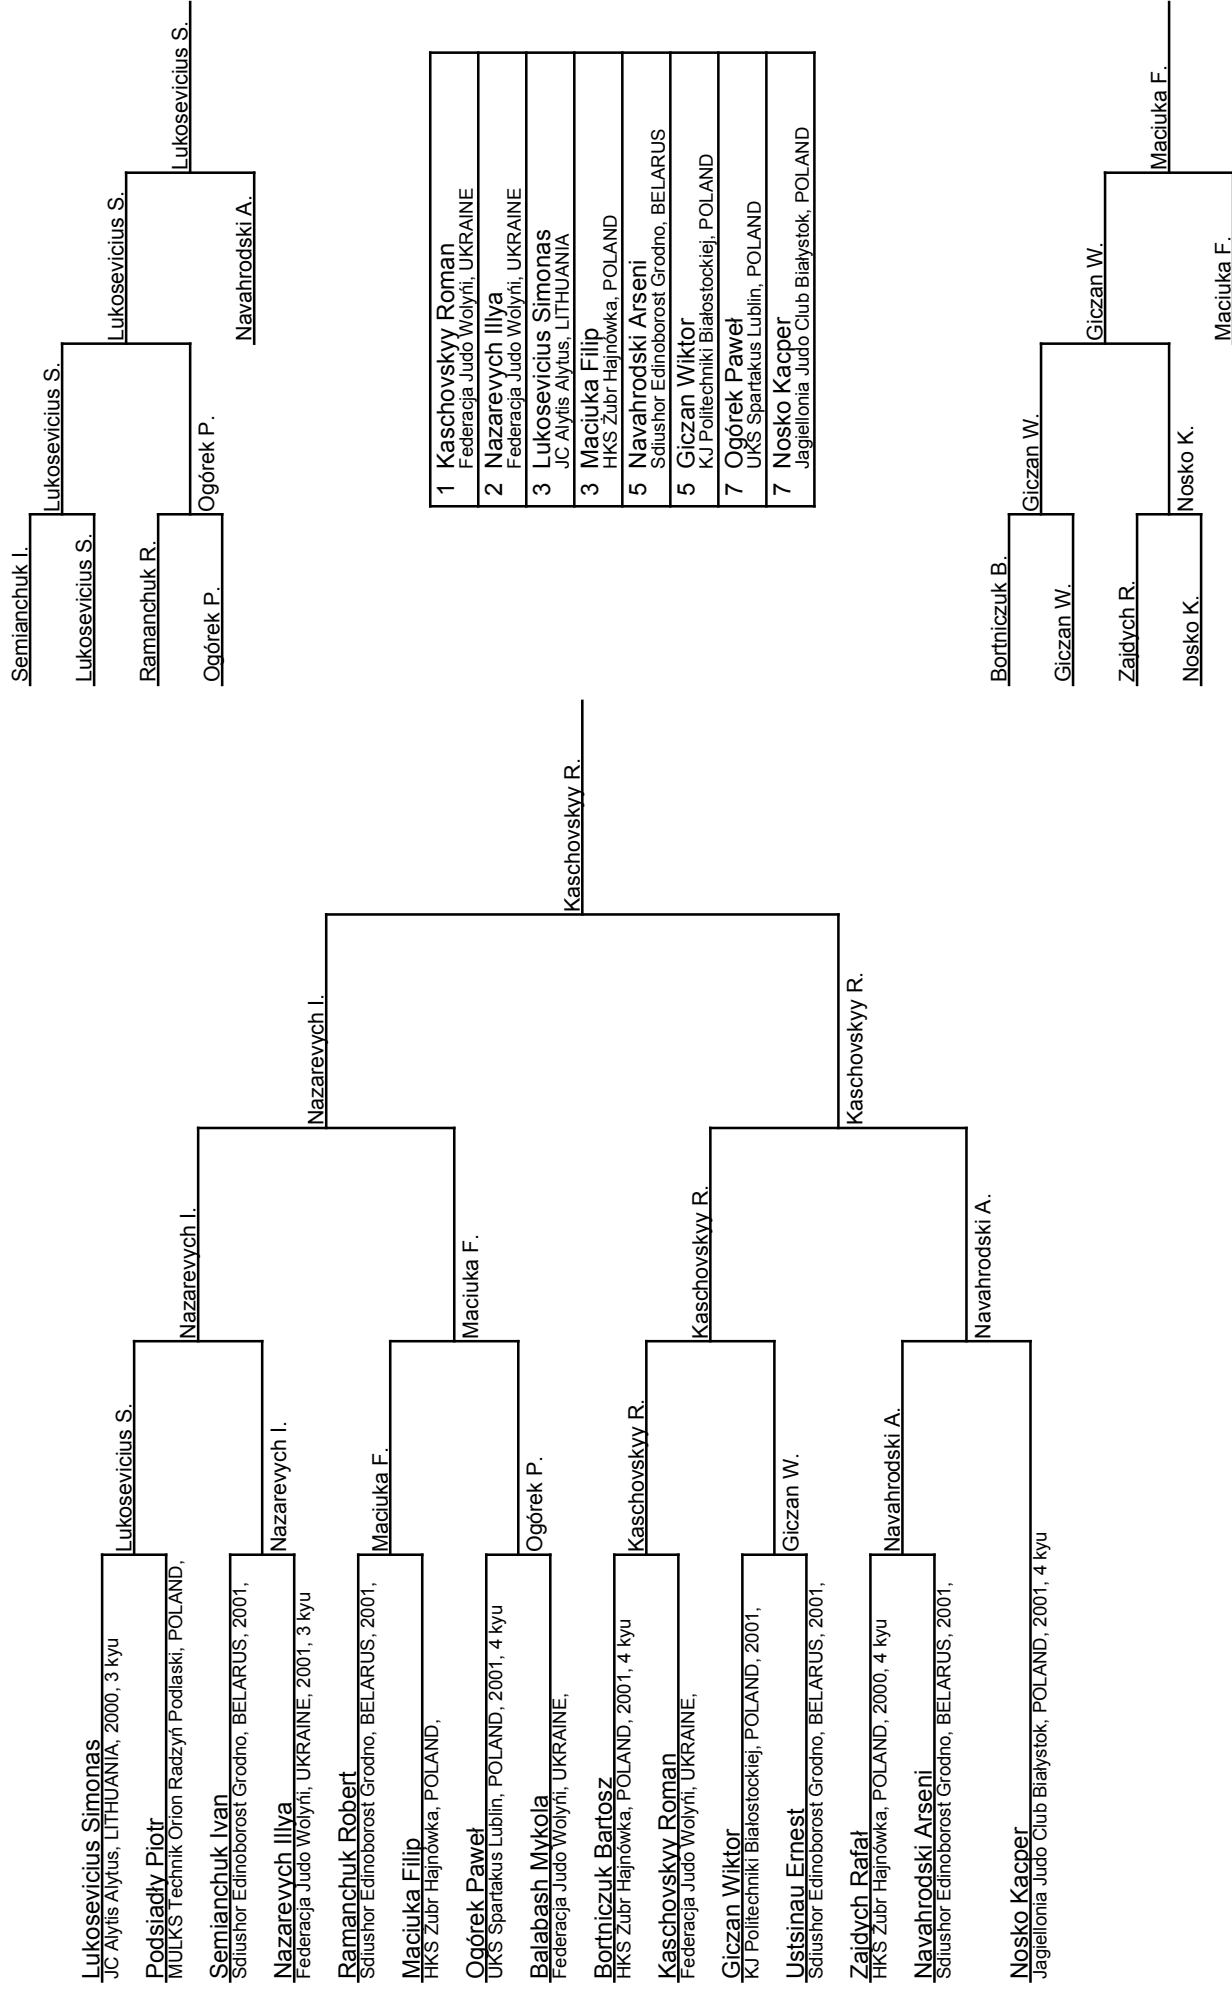 Lukosevicius Simonas
JC Alytis Alytus, LITHUANIA, 2000, 3 kyu
Podsiadły Piotr
MULKS Technik Orion Radzyń Podlaski, POLAND,
Semianchuk Ivan
Sdiushor Edinoborost Grodno, BELARUS, 2001,
Nazarevych Illya
Federacja Judo Wolyńi, UKRAINE, 2001, 3 kyu
Ramanchuk Robert
Sdiushor Edinoborost Grodno, BELARUS, 2001,
Maciuka Filip
HKS Żubr Hajnówka, POLAND,
Ogórek Paweł
UKS Spartakus Lublin, POLAND, 2001, 4 kyu
Balabash Mykola
Federacja Judo Wolyńi, UKRAINE,
Bortniczuk Bartosz
HKS Żubr Hajnówka, POLAND, 2001, 4 kyu
Kaschovskyy Roman
Federacja Judo Wolyńi, UKRAINE,
Giczan Wiktor
KJ Politechniki Białostockiej, POLAND, 2001,
Ustsinau Ernest
Sdiushor Edinoborost Grodno, BELARUS, 2001,
Zajdych Rafał
HKS Żubr Hajnówka, POLAND, 2000, 4 kyu
Navahrodski Arseni
Sdiushor Edinoborost Grodno, BELARUS, 2001,
Nosko Kacper
Jagiellonia Judo Club Białystok, POLAND, 2001, 4 kyu
Lukosevicius S.
Nazarevych I.
Maciuka F.
Ogórek P.
Kaschovskyy R.
Giczan W.
Navahrodski A.
Nazarevych I.
Maciuka F.
Kaschovskyy R.
Navahrodski A.
Nazarevych I.
Kaschovskyy R.
Kaschovskyy R.
Semianchuk I.
Lukosevicius S.
Ramanchuk R.
Ogórek P.
Lukosevicius S.
Ogórek P.
Lukosevicius S.
Navahrodski A.
Lukosevicius S.
1 Kaschovskyy Roman
Federacja Judo Wolyńi, UKRAINE
2 Nazarevych Illya
Federacja Judo Wolyńi, UKRAINE
3 Lukosevicius Simonas
JC Alytis Alytus, LITHUANIA
3 Maciuka Filip
HKS Żubr Hajnówka, POLAND
5 Navahrodski Arseni
Sdiushor Edinoborost Grodno, BELARUS
5 Giczan Wiktor
KJ Politechniki Białostockiej, POLAND
7 Ogórek Paweł
UKS Spartakus Lublin, POLAND
7 Nosko Kacper
Jagiellonia Judo Club Białystok, POLAND
Bortniczuk B.
Giczan W.
Zajdych R.
Nosko K.
Giczan W.
Nosko K.
Giczan W.
Maciuka F.
Maciuka F.